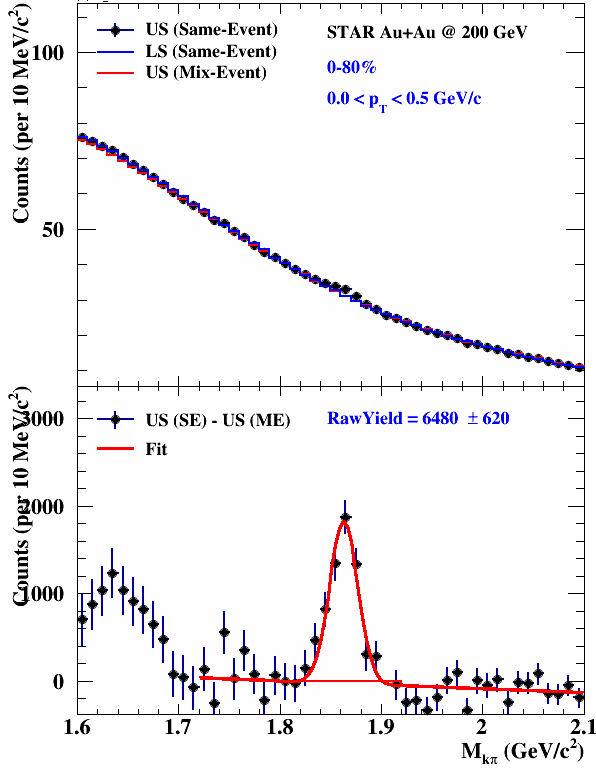 US (Same-Event)
LS (Same-Event)
US (Mix-Event)
STAR Au+Au @ 200 GeV
0-80%
0.0 < p_T < 0.5 GeV/c
Counts (per 10 MeV/c²)
100
50
US (SE) - US (ME)
Fit
RawYield = 6480 ± 620
Counts (per 10 MeV/c²)
3000
2000
1000
0
1.6 1.7 1.8 1.9 2 2.1
M_kπ (GeV/c²)